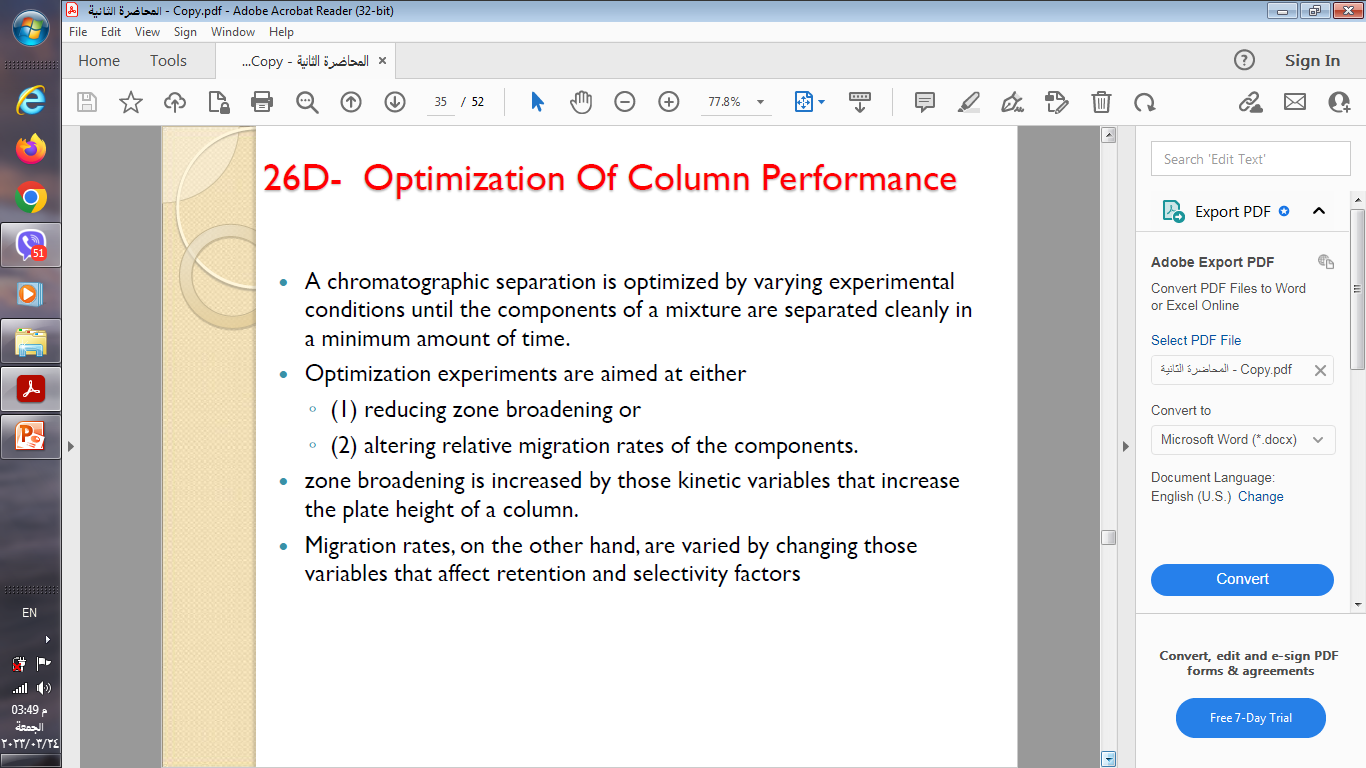 المحاضرة الثانية - Copy.pdf - Adobe Acrobat Reader (32-bit)
File Edit View Sign Window Help
Home Tools المحاضرة الثانية - Copy... Sign In
35 / 52 77.8%
26D- Optimization Of Column Performance
A chromatographic separation is optimized by varying experimental
conditions until the components of a mixture are separated cleanly in
a minimum amount of time.
Optimization experiments are aimed at either
(1) reducing zone broadening or
(2) altering relative migration rates of the components.
zone broadening is increased by those kinetic variables that increase
the plate height of a column.
Migration rates, on the other hand, are varied by changing those
variables that affect retention and selectivity factors
Search 'Edit Text'
Export PDF
Adobe Export PDF
Convert PDF Files to Word
or Excel Online
Select PDF File
المحاضرة الثانية - Copy.pdf
Convert to
Microsoft Word (*.docx)
Document Language:
English (U.S.) Change
Convert
Convert, edit and e-sign PDF
forms & agreements
Free 7-Day Trial
51
EN
03:49 م
الجمعة
٢٠٢٣/٠٣/٢٤